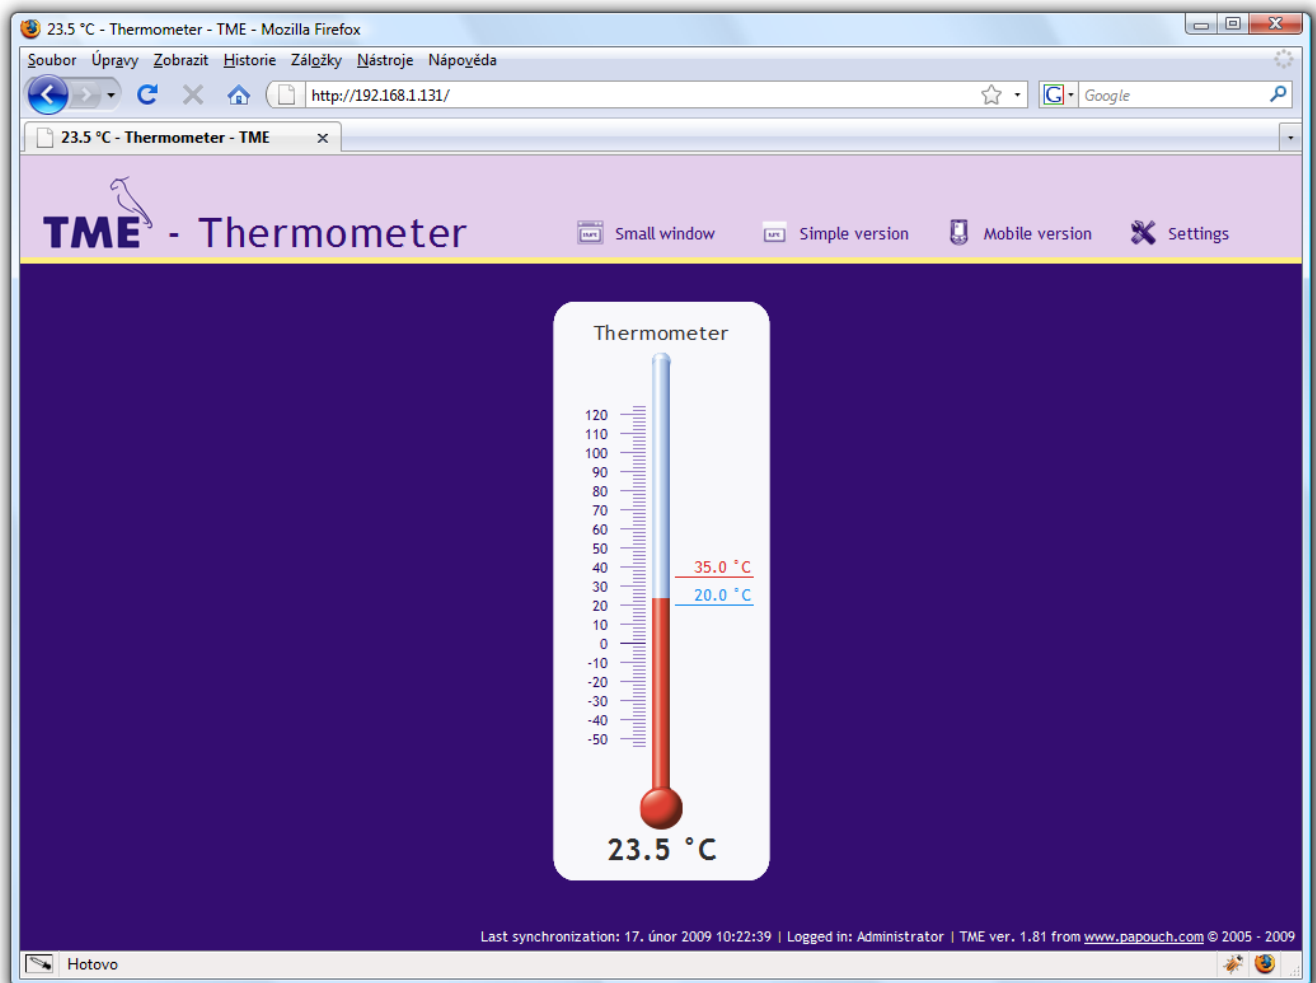 23.5 °C - Thermometer - TME - Mozilla Firefox
Soubor Úpravy Zobrazit Historie Záložky Nástroje Nápověda
http://192.168.1.131/ Google
23.5 °C - Thermometer - TME
TME - Thermometer Small window Simple version Mobile version Settings
Thermometer
120
110
100
90
80
70
60
50
40 35.0 °C
30
20 20.0 °C
10
0
-10
-20
-30
-40
-50
23.5 °C
Last synchronization: 17. únor 2009 10:22:39 | Logged in: Administrator | TME ver. 1.81 from www.papouch.com © 2005 - 2009
Hotovo